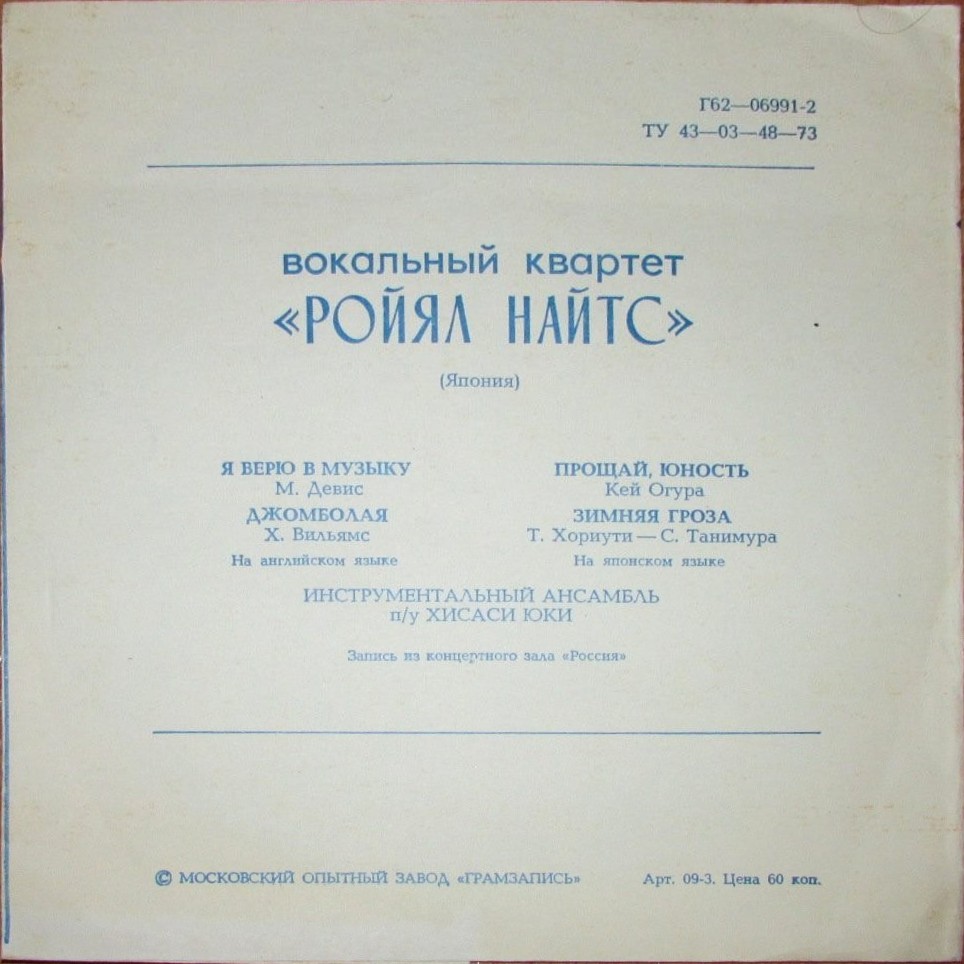 Г62—06991-2
ТУ 43—03—48—73
вокальный квартет
«РОЙЯЛ НАЙТС»
(Япония)
Я ВЕРЮ В МУЗЫКУ
М. Девис
ДЖОМБОЛАЯ
Х. Вильямс
На английском языке
ПРОЩАЙ, ЮНОСТЬ
Кей Огура
ЗИМНЯЯ ГРОЗА
Т. Хориути — С. Танимура
На японском языке
ИНСТРУМЕНТАЛЬНЫЙ АНСАМБЛЬ
п/у ХИСАСИ ЮКИ
Запись из концертного зала «Россия»
© МОСКОВСКИЙ ОПЫТНЫЙ ЗАВОД «ГРАМЗАПИСЬ» Арт. 09-3. Цена 60 коп.